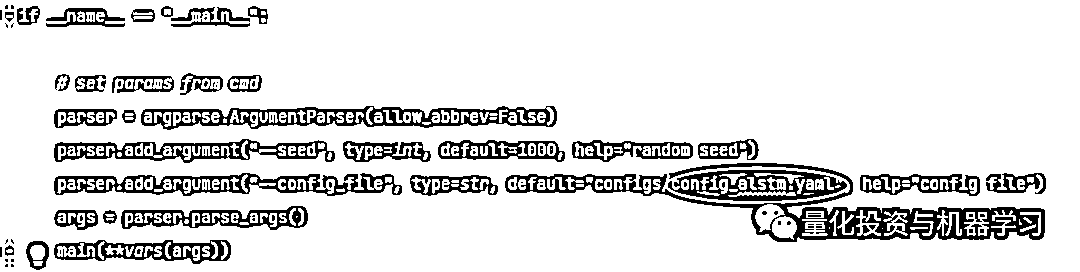 if __name__ == "__main__":
# set params from cmd
parser = argparse.ArgumentParser(allow_abbrev=False)
parser.add_argument("--seed", type=int, default=1000, help="random seed")
parser.add_argument("--config_file", type=str, default="configs/config_alstm.yaml", help="config file")
args = parser.parse_args()
量化投资与机器学习
main(**vars(args))